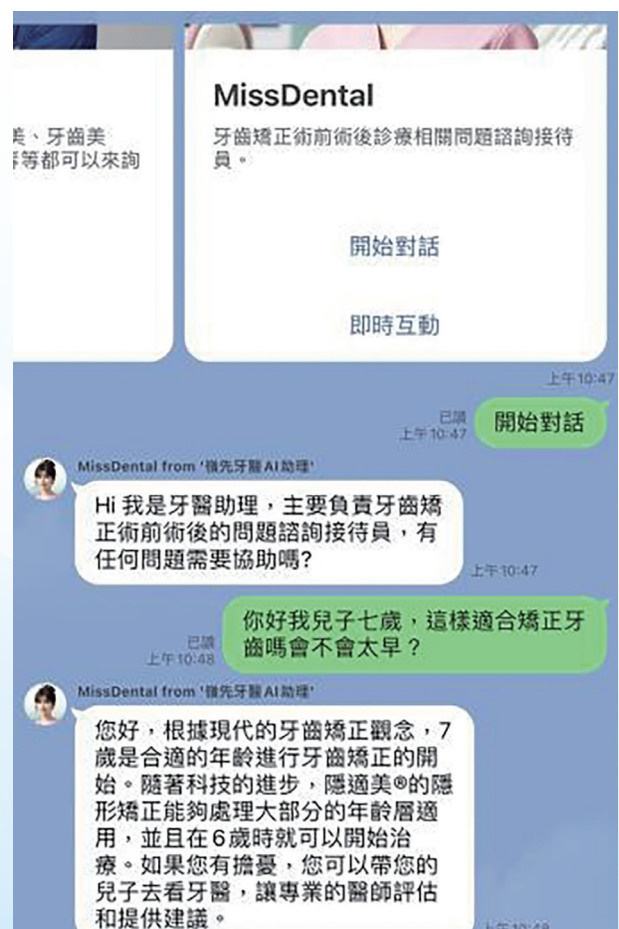 美、牙齒美
等等都可以來詢
MissDental
牙齒矯正術前術後診療相關問題諮詢接待
員。
開始對話
即時互動
上午 10:47
已讀
上午 10:47
開始對話
MissDental from '領先牙醫AI助理'
Hi 我是牙醫助理，主要負責牙齒矯
正術前術後的問題諮詢接待員，有
任何問題需要協助嗎?
上午 10:47
你好我兒子七歲，這樣適合矯正牙
齒嗎會不會太早？
已讀
上午 10:48
MissDental from '領先牙醫AI助理'
您好，根據現代的牙齒矯正觀念，7
歲是合適的年齡進行牙齒矯正的開
始。隨著科技的進步，隱適美®的隱
形矯正能夠處理大部分的年齡層適
用，並且在6歲時就可以開始治
療。如果您有擔憂，您可以帶您的
兒子去看牙醫，讓專業的醫師評估
和提供建議。